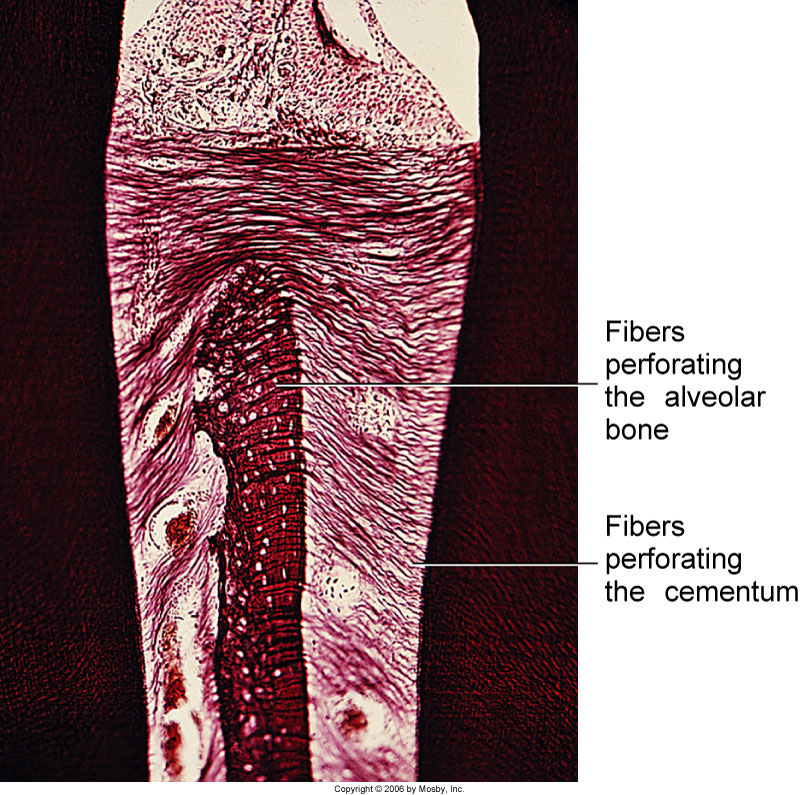 Fibers
perforating
the alveolar
bone
Fibers
perforating
the cementum
Copyright © 2006 by Mosby, Inc.